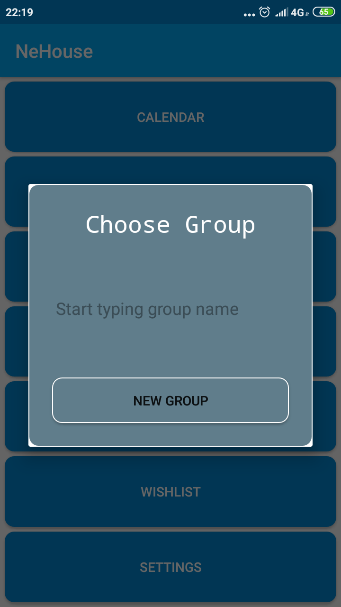 22:19
4G
65
NeHouse
CALENDAR
Choose Group
Start typing group name
NEW GROUP
WISHLIST
SETTINGS